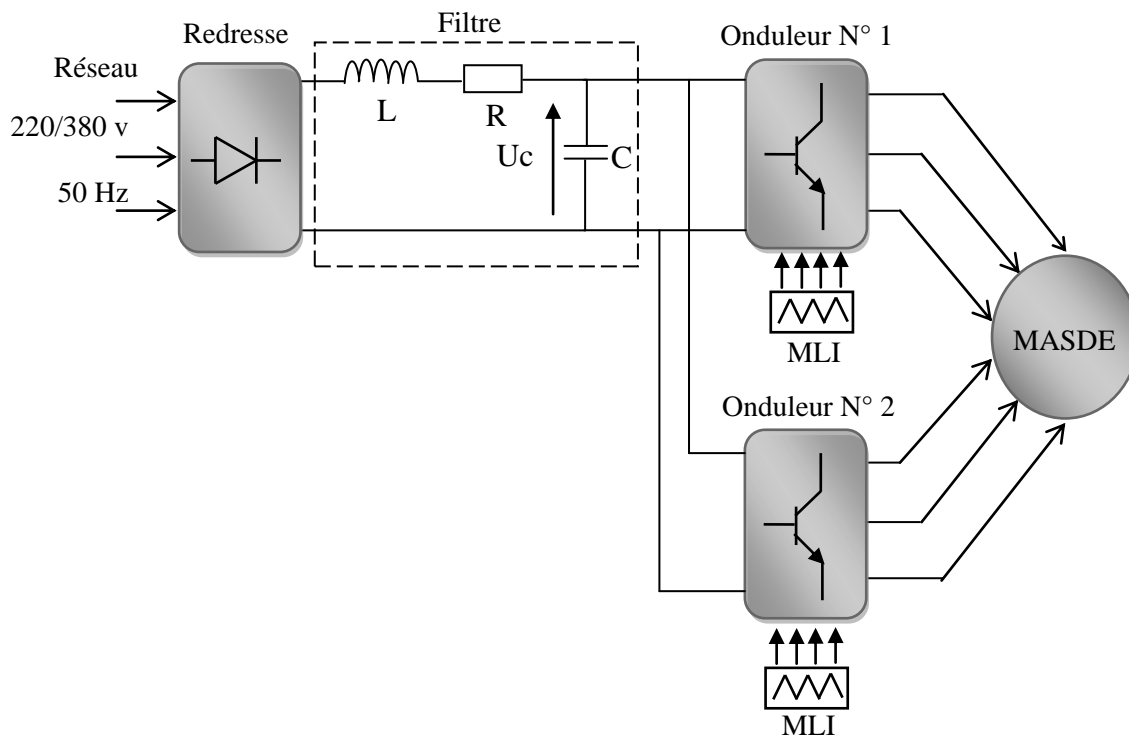 Filtre
Redresse
Onduleur N° 1
Réseau
220/380 v
50 Hz
L
R
Uc
C
MLI
MASDE
Onduleur N° 2
MLI